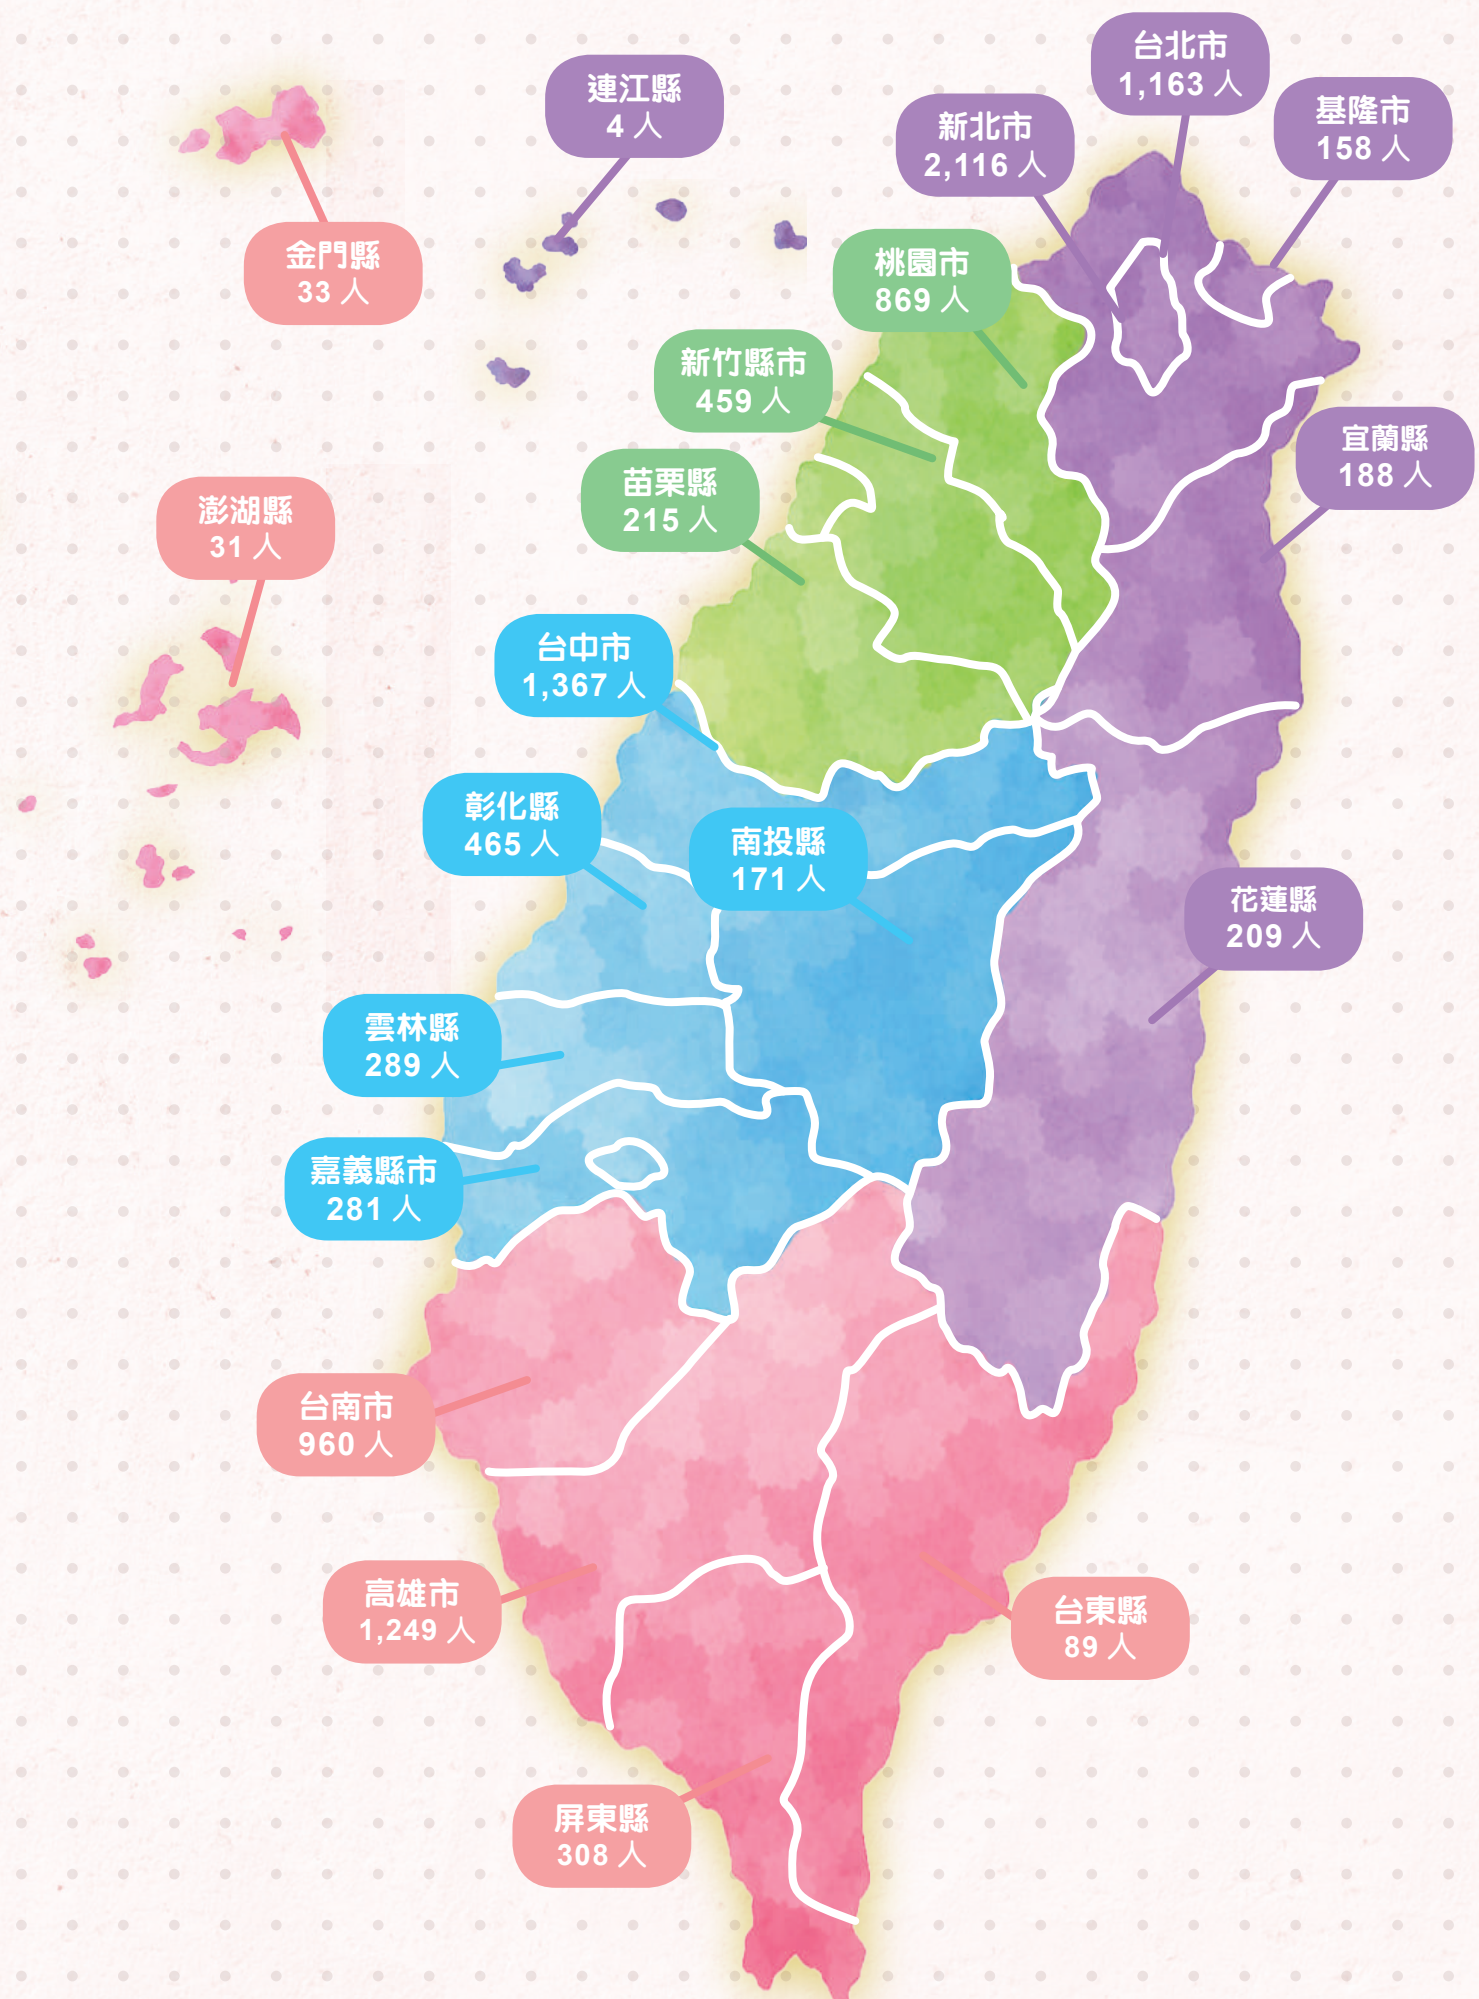 台北市
1,163 人
連江縣
4 人
基隆市
158 人
新北市
2,116 人
金門縣
33 人
桃園市
869 人
新竹縣市
459 人
宜蘭縣
188 人
苗栗縣
215 人
澎湖縣
31 人
台中市
1,367 人
彰化縣
465 人
南投縣
171 人
花蓮縣
209 人
雲林縣
289 人
嘉義縣市
281 人
台南市
960 人
高雄市
1,249 人
台東縣
89 人
屏東縣
308 人